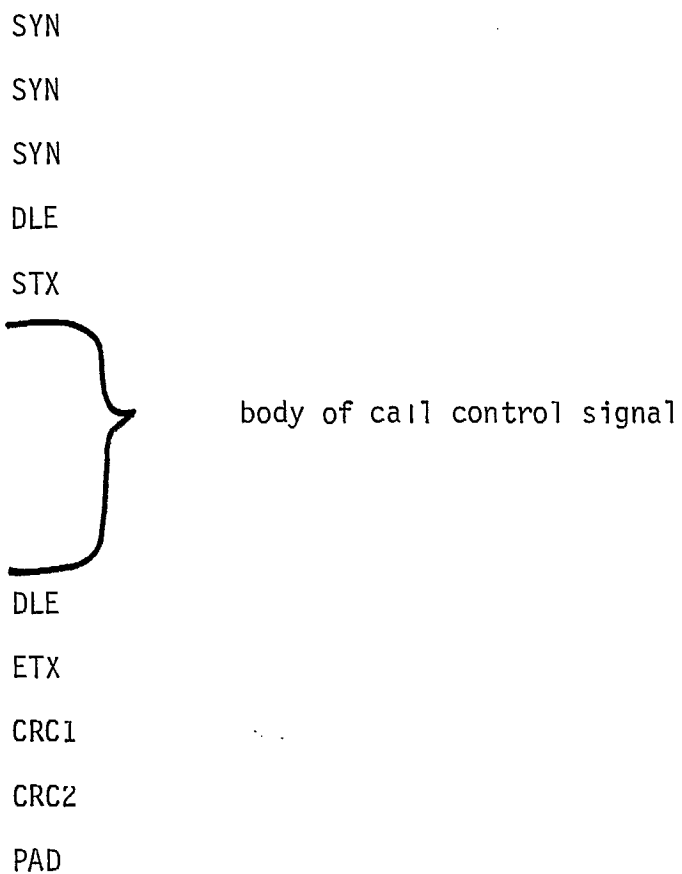 SYN
SYN
SYN
DLE
STX
body of call control signal
DLE
ETX
CRC1
CRC2
PAD